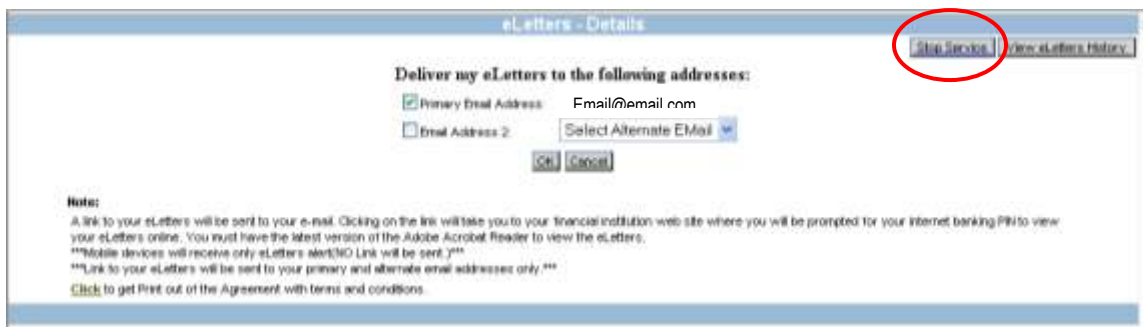 eLetters - Details
Stop Service View eLetters History
Deliver my eLetters to the following addresses:
Primary Email Address Email@email.com
Email Address 2 Select Alternate EMail
OK Cancel
Note:
A link to your eLetters will be sent to your e-mail. Clicking on the link will take you to your financial institution web site where you will be prompted for your internet banking PIN to view
your eLetters online. You must have the latest version of the Adobe Acrobat Reader to view the eLetters.
***Mobile devices will receive only eLetters alert(NO Link will be sent.)***
***Link to your eLetters will be sent to your primary and alternate email addresses only.***
Click to get Print out of the Agreement with terms and conditions.